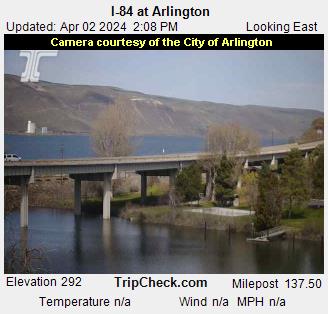 I-84 at Arlington
Updated: Apr 02 2024 2:08 PM Looking East
Camera courtesy of the City of Arlington
Elevation 292 TripCheck.com Milepost 137.50
Temperature n/a Wind n/a MPH n/a